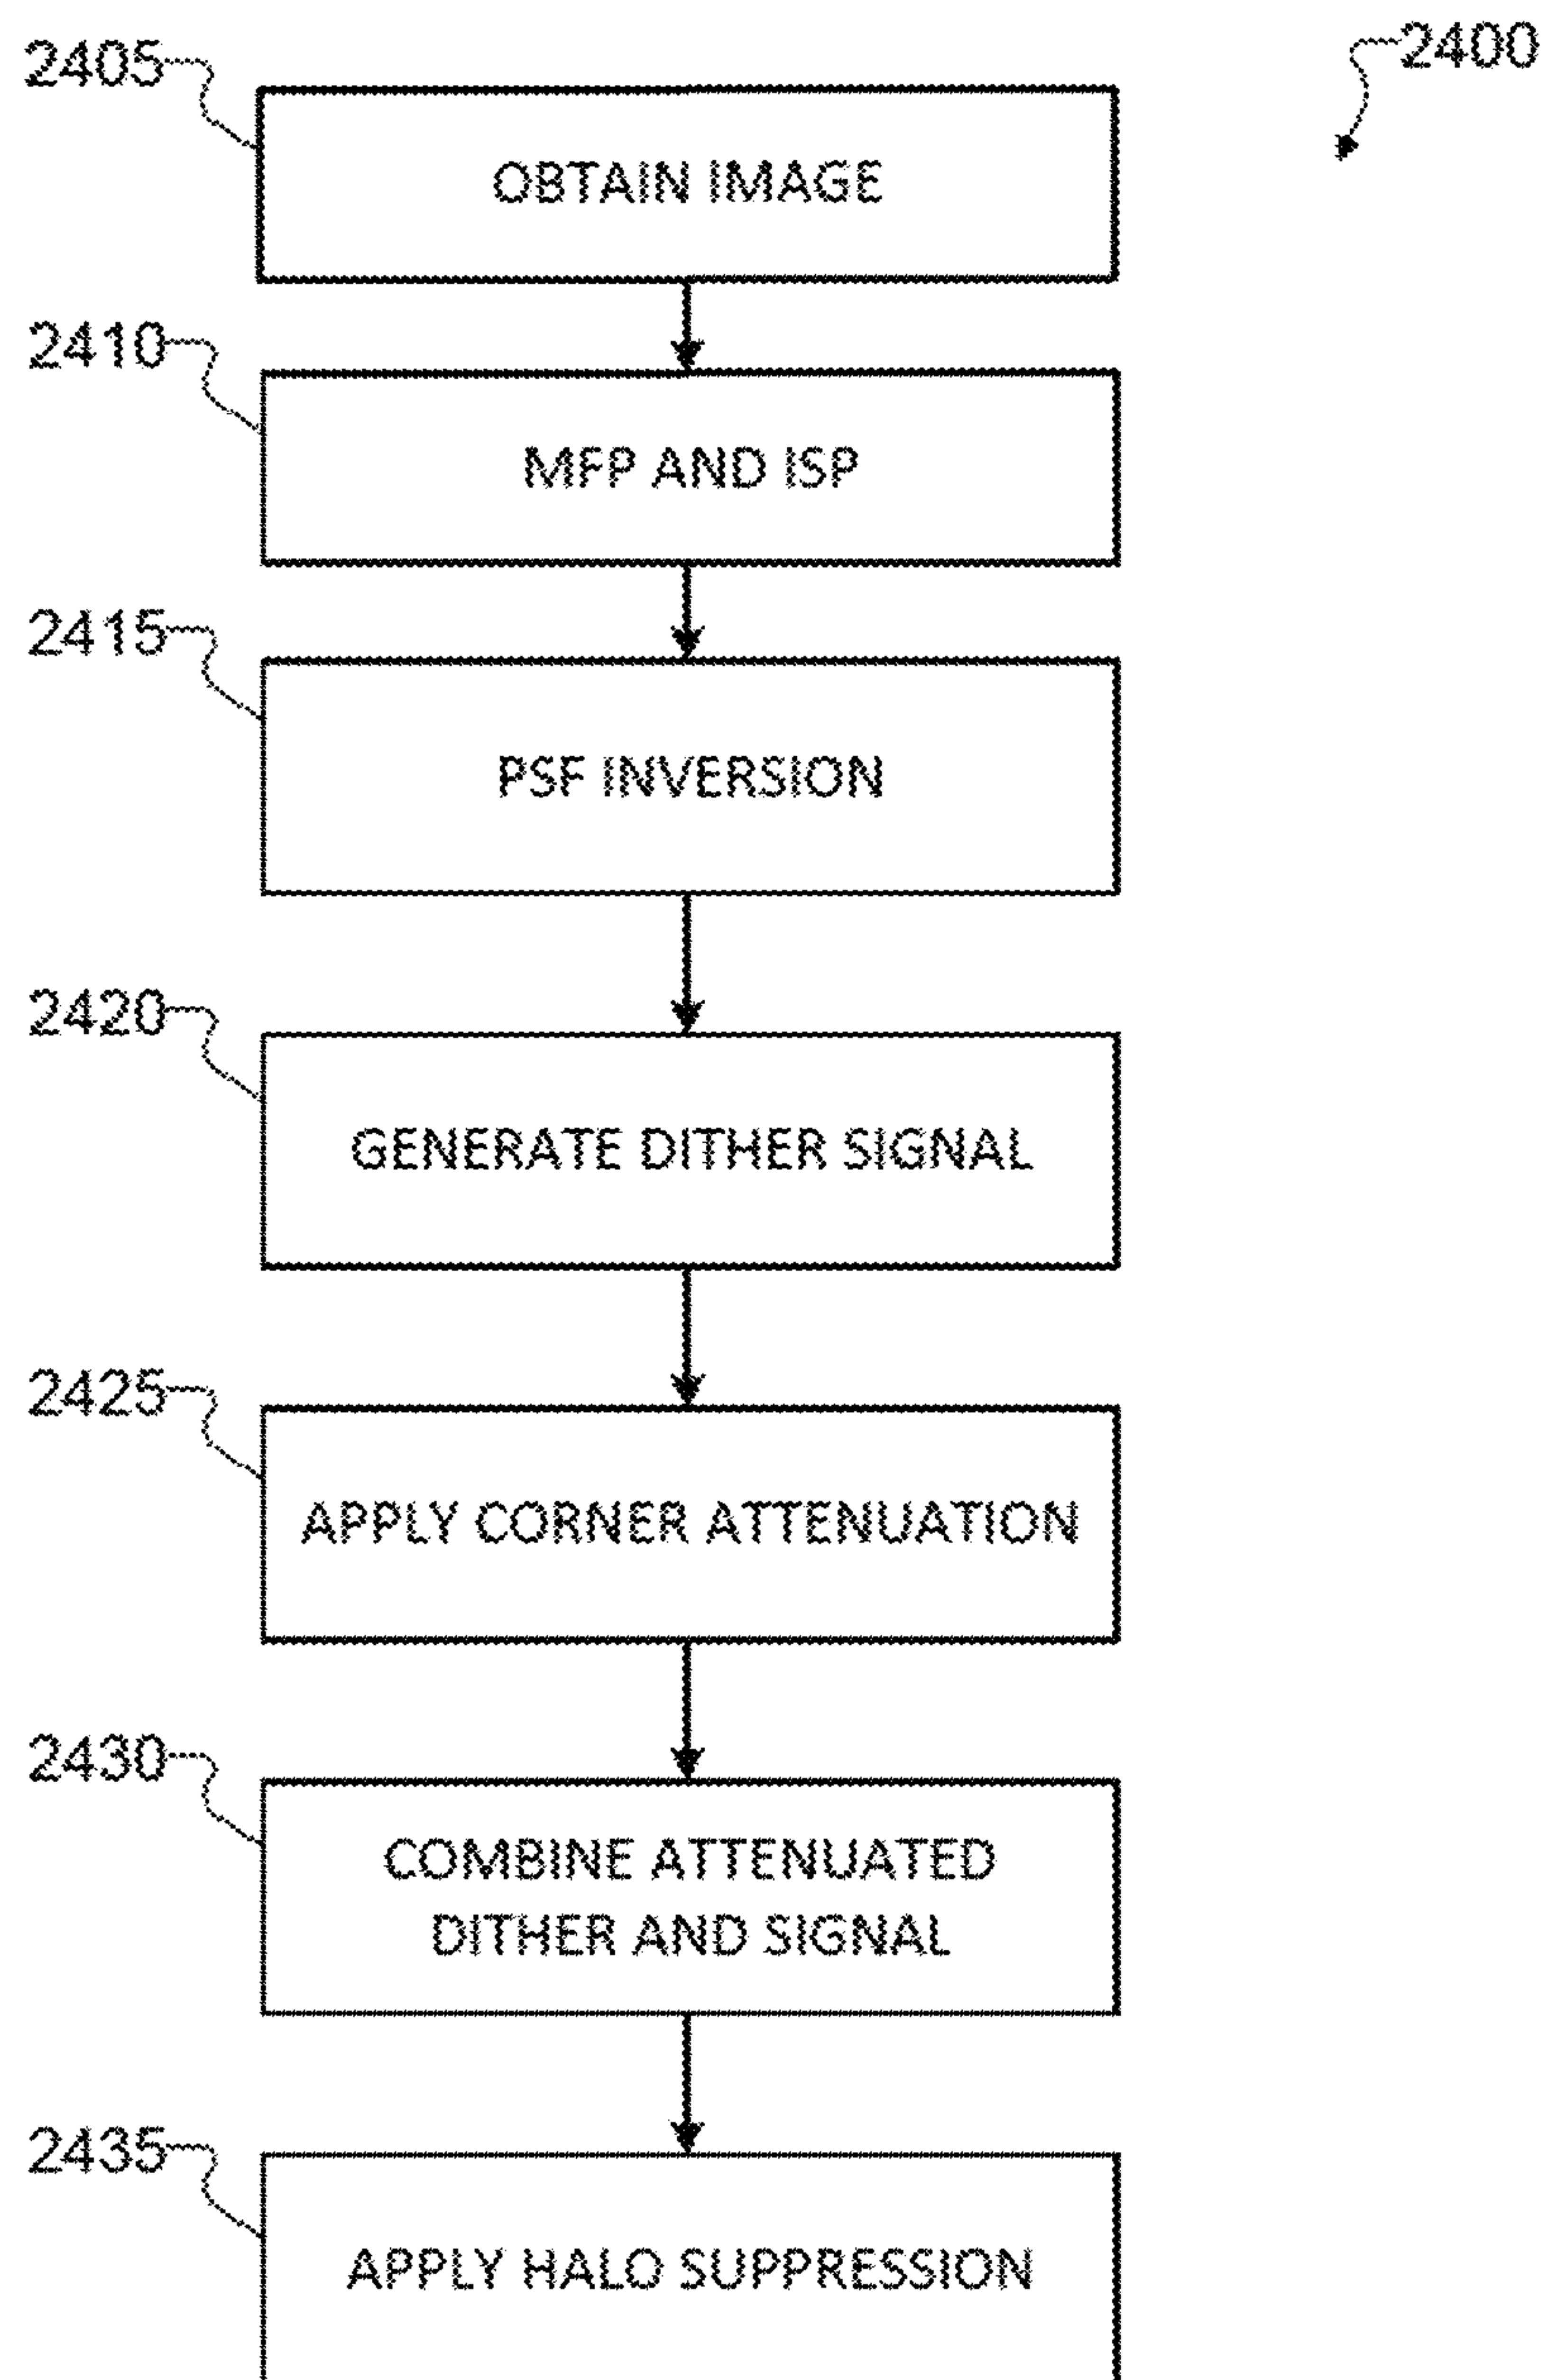 2400
2405
OBTAIN IMAGE
2410
MFP AND ISP
2415
PSF INVERSION
2420
GENERATE DITHER SIGNAL
2425
APPLY CORNER ATTENUATION
2430
COMBINE ATTENUATED
DITHER AND SIGNAL
2435
APPLY HALO SUPPRESSION